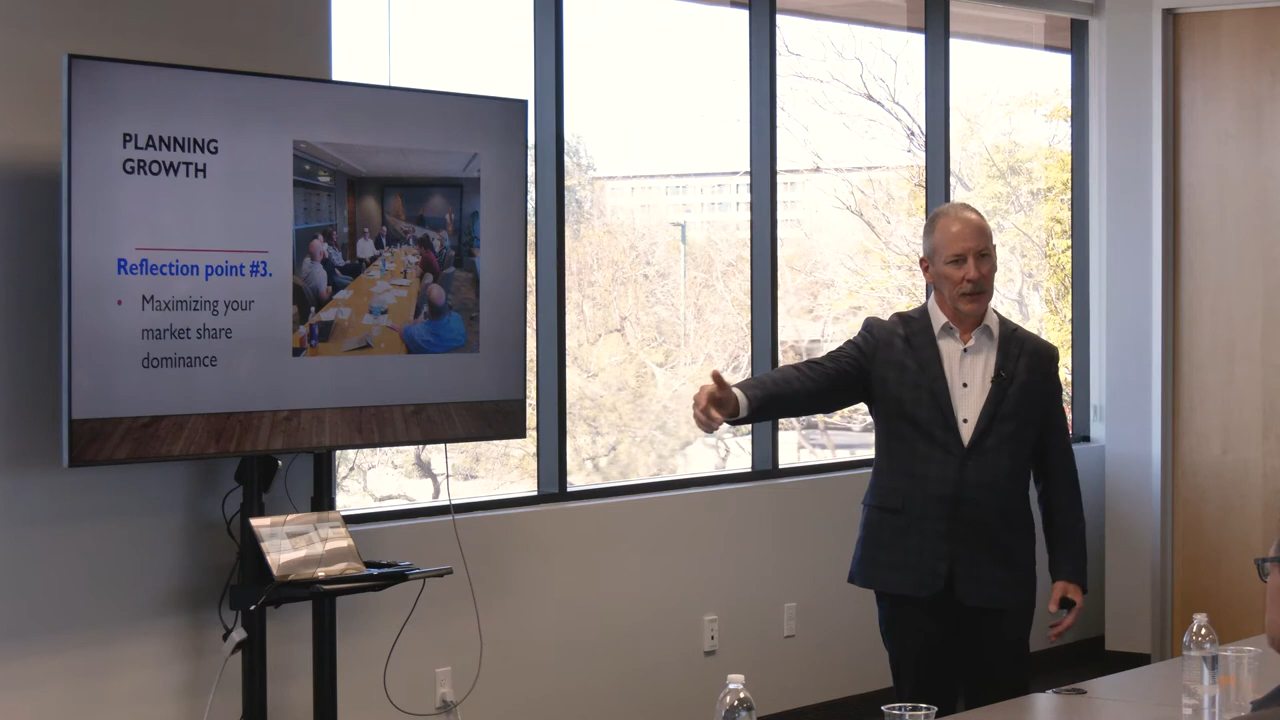 PLANNING
GROWTH
Reflection point #3.
• Maximizing your
market share
dominance